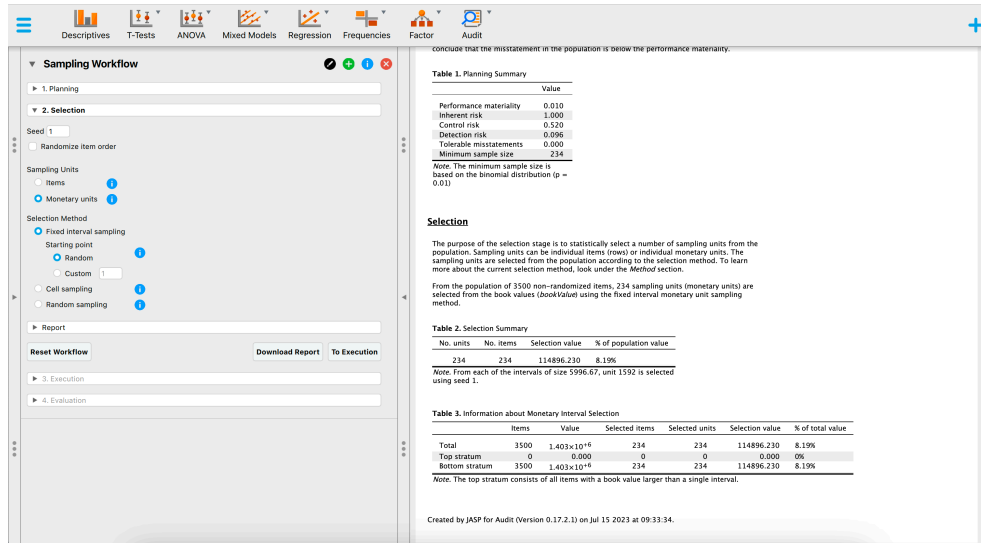 Descriptives T-Tests ANOVA Mixed Models Regression Frequencies Factor Audit
Sampling Workflow
1. Planning
2. Selection
Seed 1
Randomize item order
Sampling Units
Items
Monetary units
Selection Method
Fixed interval sampling
Starting point
Random
Custom 1
Cell sampling
Random sampling
Report
Reset Workflow Download Report To Execution
3. Execution
4. Evaluation
conclude that the misstatement in the population is below the performance materiality.
Table 1. Planning Summary
Value
Performance materiality 0.010
Inherent risk 1.000
Control risk 0.520
Detection risk 0.096
Tolerable misstatements 0.000
Minimum sample size 234
Note. The minimum sample size is
based on the binomial distribution (p =
0.01)
Selection
The purpose of the selection stage is to statistically select a number of sampling units from the
population. Sampling units can be individual items (rows) or individual monetary units. The
sampling units are selected from the population according to the selection method. To learn
more about the current selection method, look under the Method section.
From the population of 3500 non-randomized items, 234 sampling units (monetary units) are
selected from the book values (bookValue) using the fixed interval monetary unit sampling
method.
Table 2. Selection Summary
No. units No. items Selection value % of population value
234 234 114896.230 8.19%
Note. From each of the intervals of size 5996.67, unit 1592 is selected
using seed 1.
Table 3. Information about Monetary Interval Selection
Items Value Selected items Selected units Selection value % of total value
Total 3500 1.403×10⁺⁶ 234 234 114896.230 8.19%
Top stratum 0 0.000 0 0 0.000 0%
Bottom stratum 3500 1.403×10⁺⁶ 234 234 114896.230 8.19%
Note. The top stratum consists of all items with a book value larger than a single interval.
Created by JASP for Audit (Version 0.17.2.1) on Jul 15 2023 at 09:33:34.